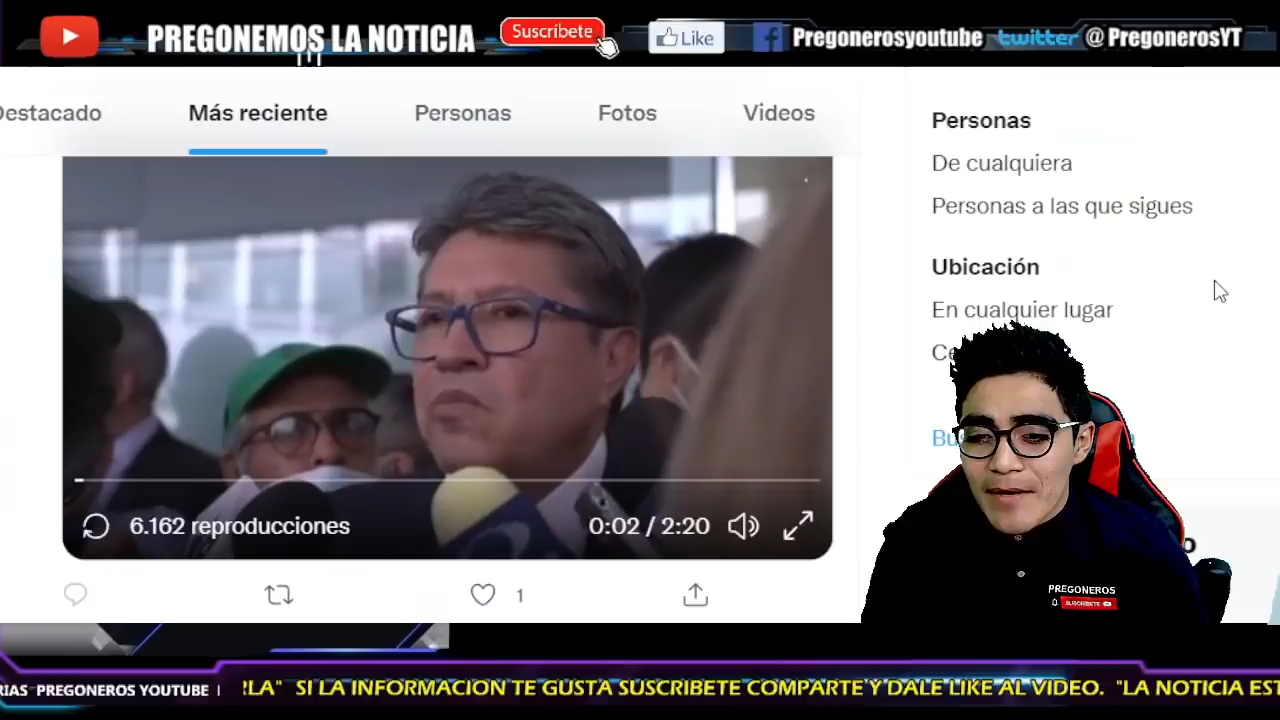 PREGONEMOS LA NOTICIA
Suscríbete
Like
Pregonerosyoutube
twitter @PregonerosYT
Destacado
Más reciente
Personas
Fotos
Videos
Personas
De cualquiera
Personas a las que sigues
Ubicación
En cualquier lugar
6.162 reproducciones
0:02 / 2:20
1
PREGONEROS
SUSCRIBETE
RIAS PREGONEROS YOUTUBE | !LA" SI LA INFORMACION TE GUSTA SUSCRIBETE COMPARTE Y DALE LIKE AL VIDEO. "LA NOTICIA EST